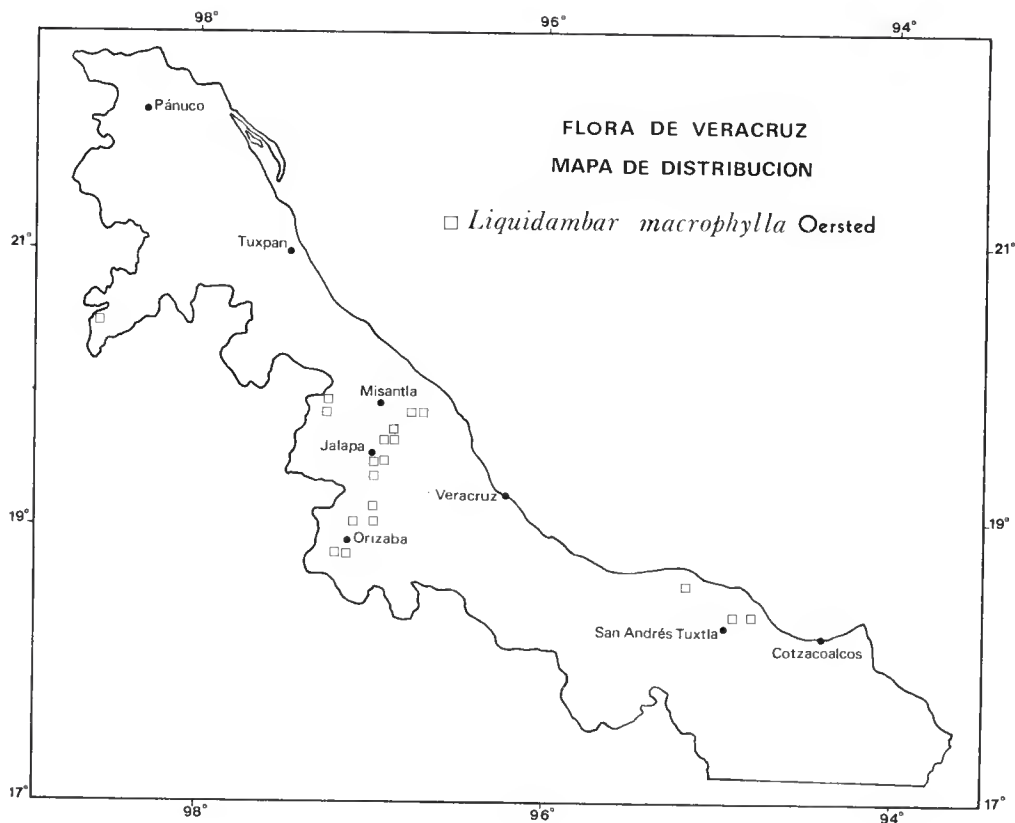 98° 96° 94°
Pánuco
FLORA DE VERACRUZ
MAPA DE DISTRIBUCION
Liquidambar macrophylla Oersted
21° Tuxpan 21°
Misantla
Jalapa
Veracruz
19° 19°
Orizaba
San Andrés Tuxtla
Cotzacoalcos
17° 17°
98° 96° 94°